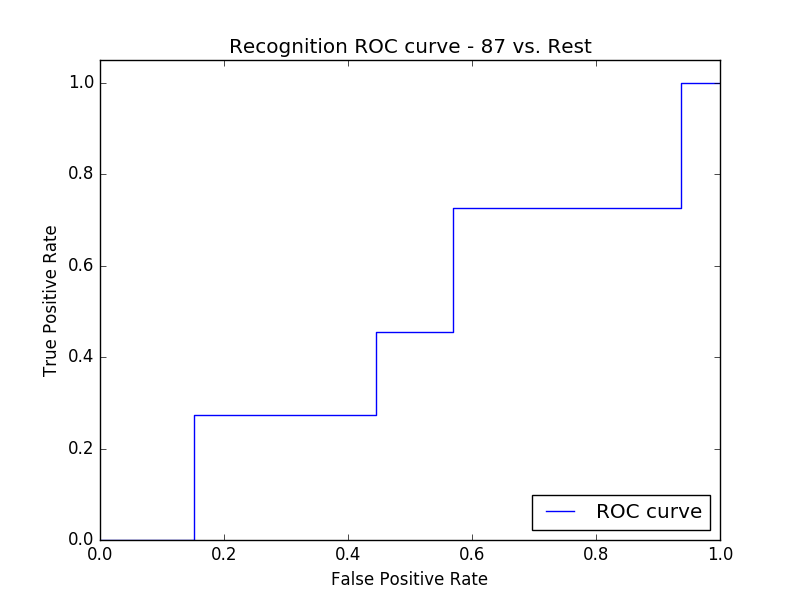 Recognition ROC curve - 87 vs. Rest
1.0
0.8
0.6
0.4
0.2
0.0
True Positive Rate
0.0 0.2 0.4 0.6 0.8 1.0
False Positive Rate
ROC curve